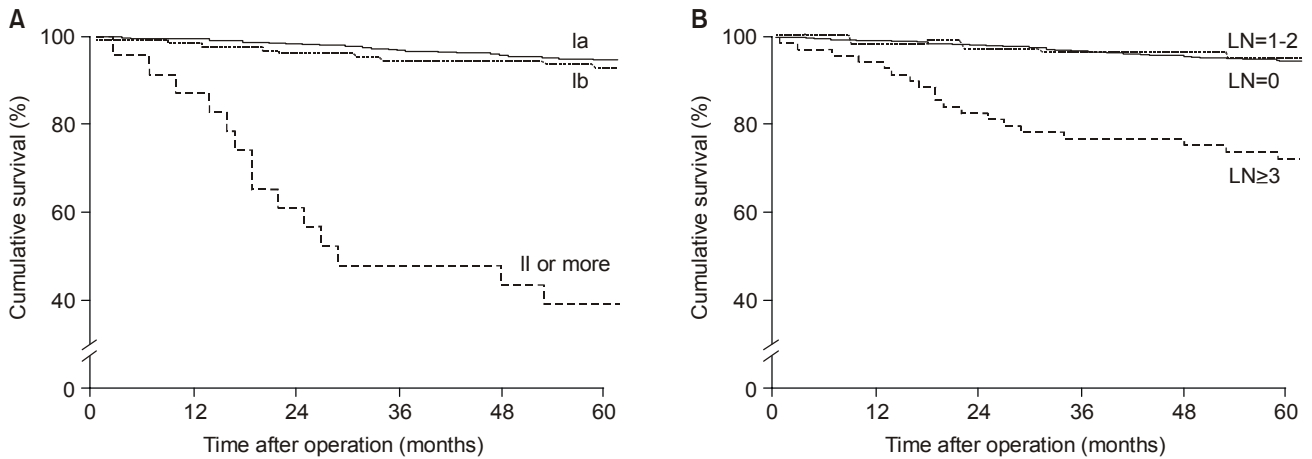 A
Cumulative survival (%)
100
80
60
40
0
Ia
Ib
II or more
0 12 24 36 48 60
Time after operation (months)
B
Cumulative survival (%)
100
80
60
40
0
LN=1-2
LN=0
LN≥3
0 12 24 36 48 60
Time after operation (months)